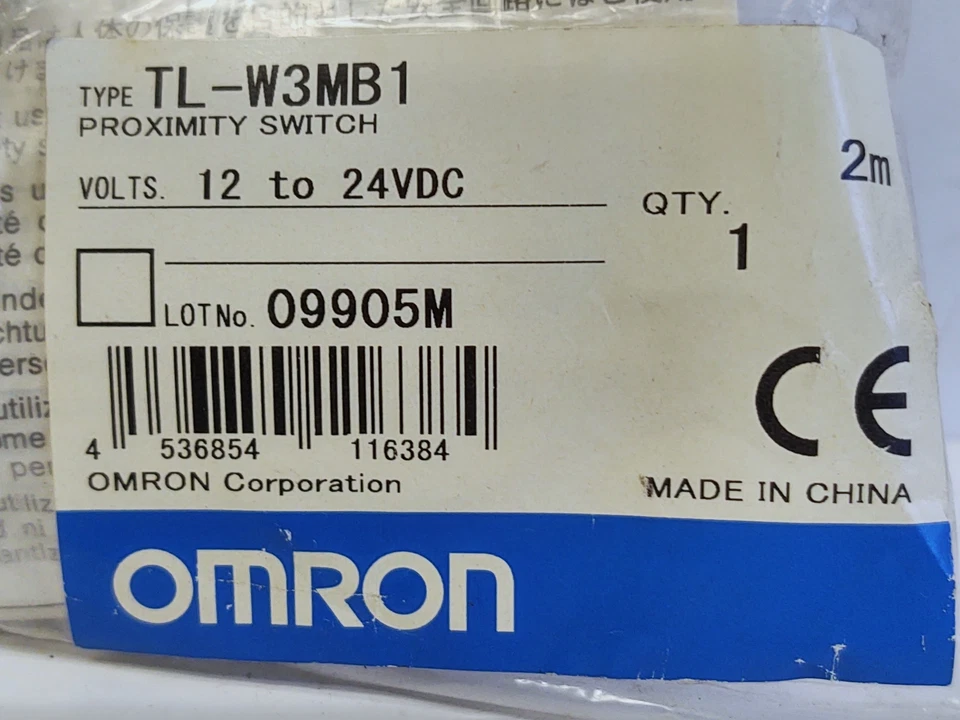 TYPE TL-W3MB1
PROXIMITY SWITCH
2m
VOLTS. 12 to 24VDC
QTY.
1
LOT No. 09905M
4 536854 116384
OMRON Corporation
CE
MADE IN CHINA
OMRON